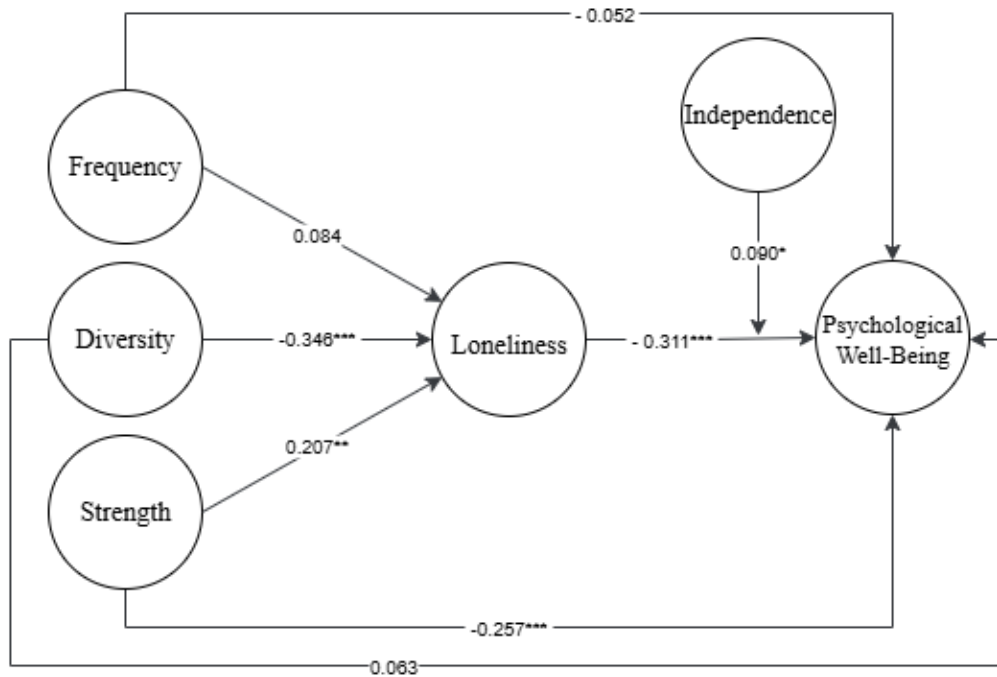 - 0.052
Independence
Frequency
0.084
0.090*
Diversity
-0.346***
Loneliness
- 0.311***
Psychological
Well-Being
0.207**
Strength
-0.257***
0.063